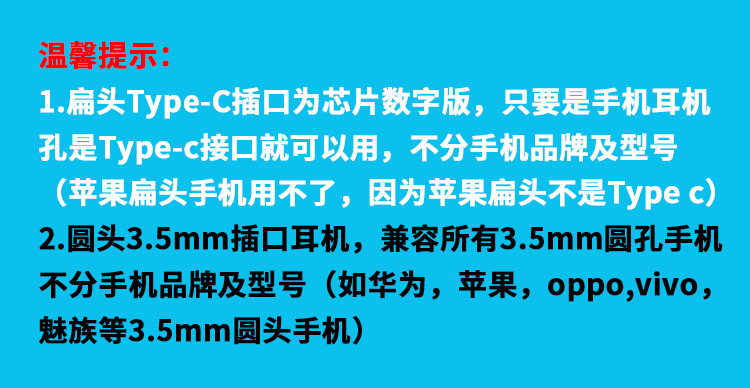 温馨提示：
1.扁头Type-C插口为芯片数字版，只要是手机耳机
孔是Type-c接口就可以用，不分手机品牌及型号
（苹果扁头手机用不了，因为苹果扁头不是Type c）
2.圆头3.5mm插口耳机，兼容所有3.5mm圆孔手机
不分手机品牌及型号（如华为，苹果，oppo,vivo，
魅族等3.5mm圆头手机）